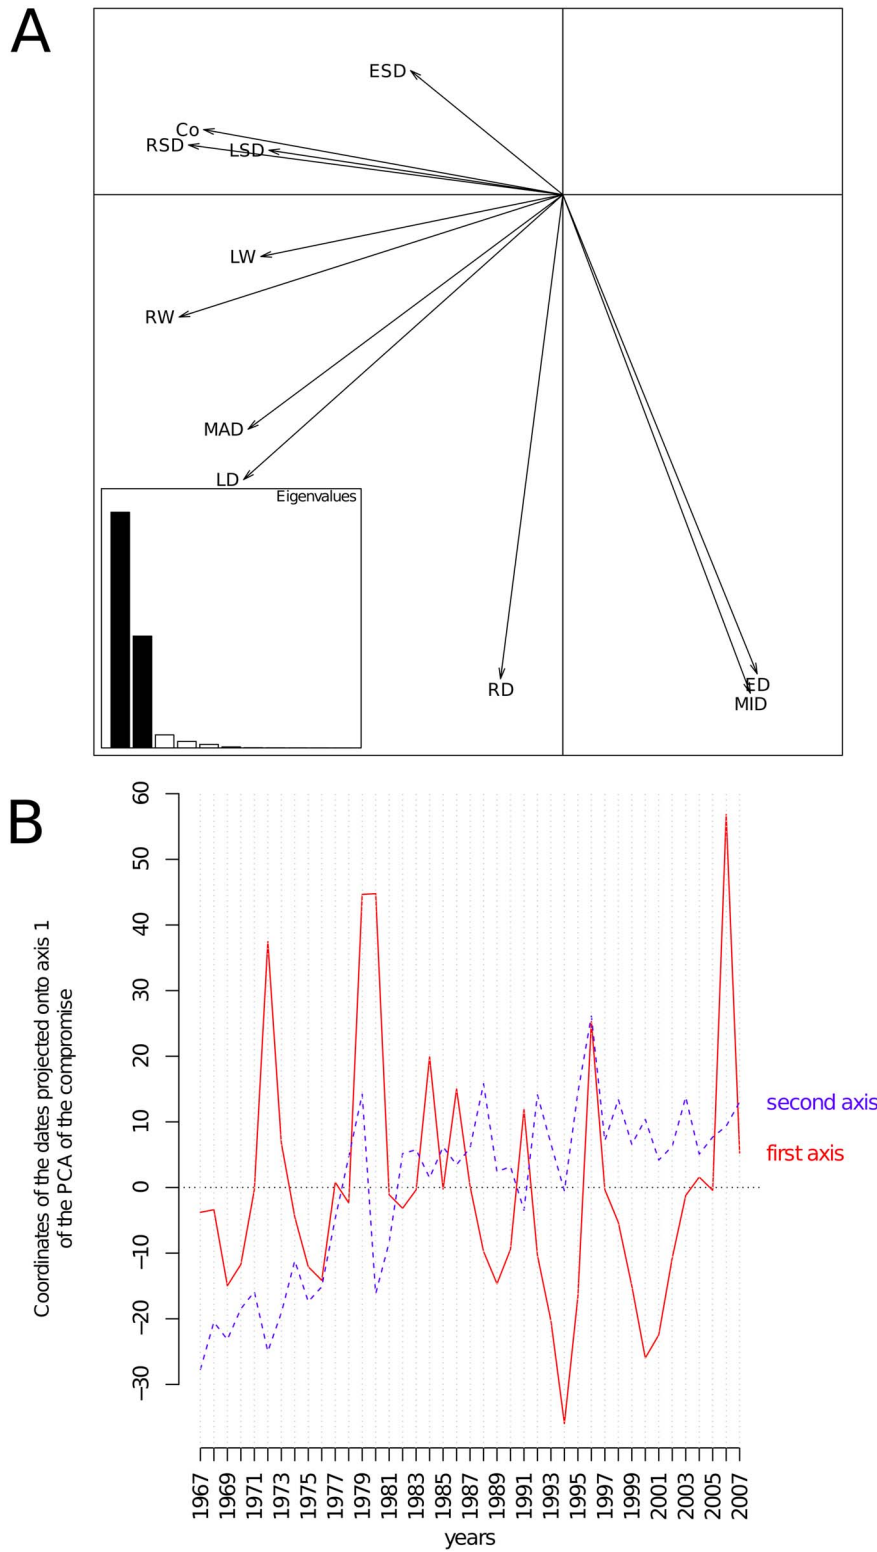 A
ESD
Co
RSD
LSD
LW
RW
MAD
LD
Eigenvalues
RD
ED
MID
B
60
50
40
30
20
10
0
−10
−20
−30
Coordinates of the dates projected onto axis 1
of the PCA of the compromise
second axis
first axis
1967
1969
1971
1973
1975
1977
1979
1981
1983
1985
1987
1989
1991
1993
1995
1997
1999
2001
2003
2005
2007
years